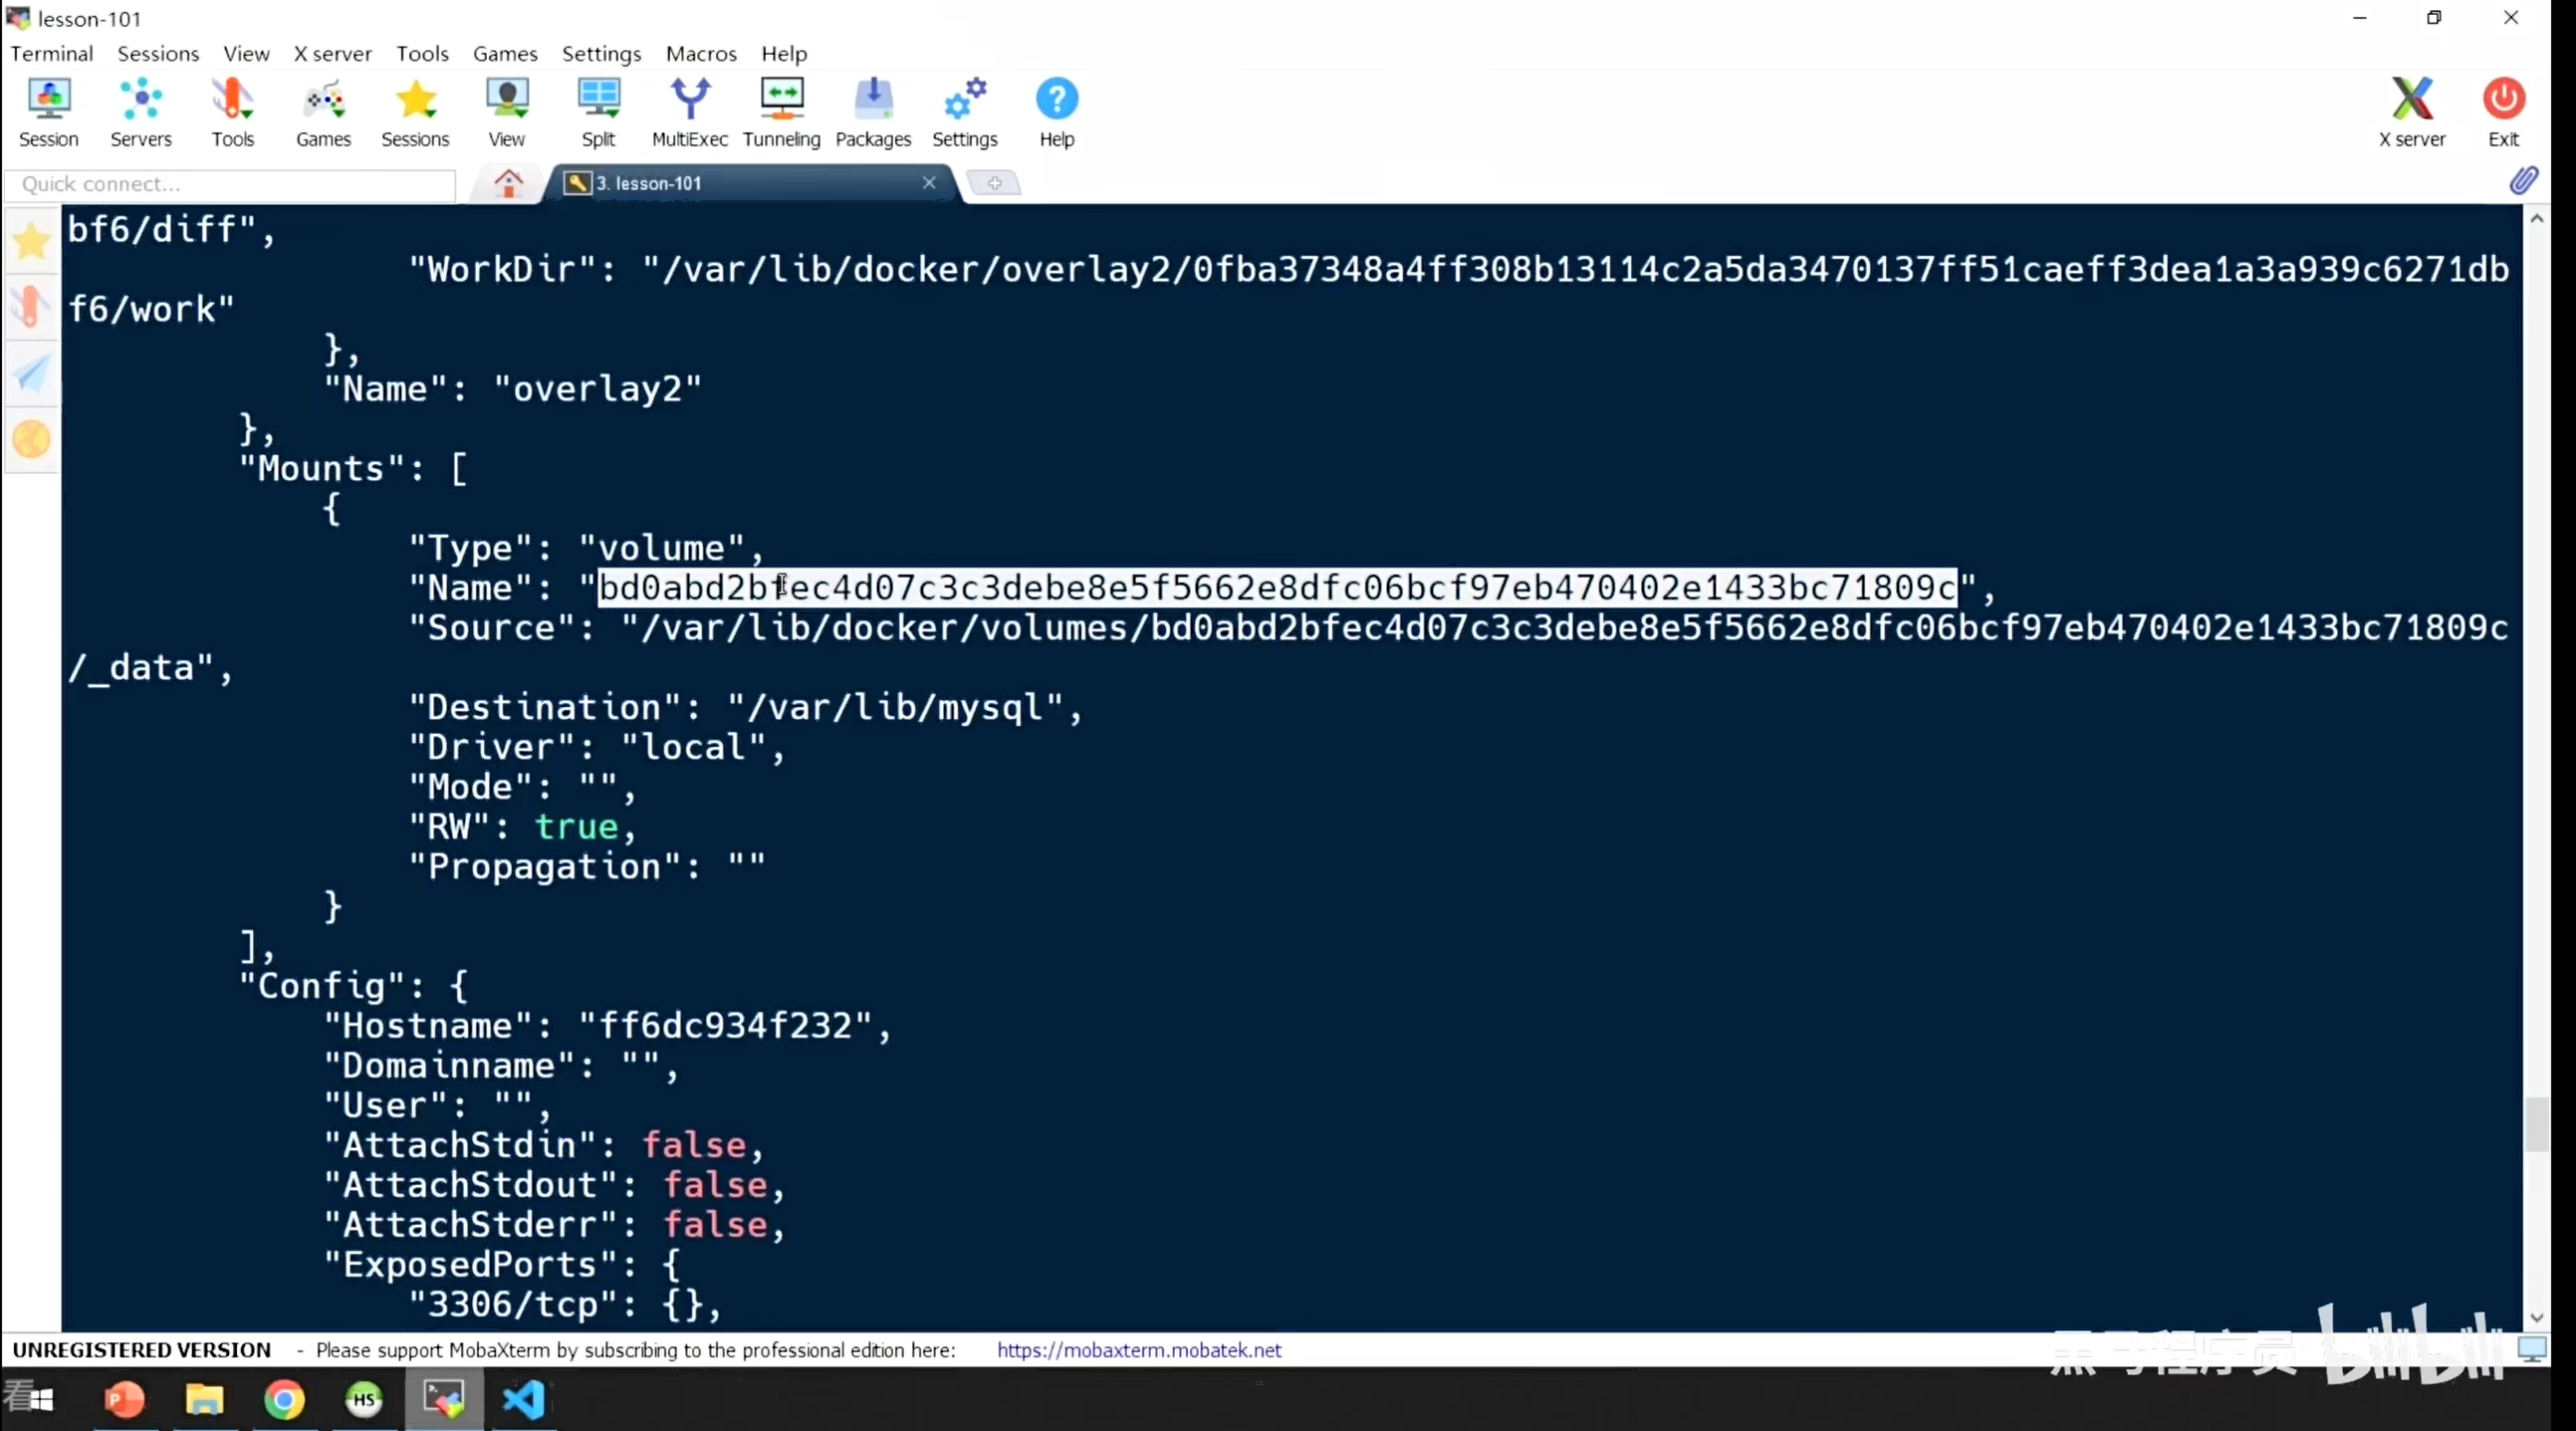 lesson-101
Terminal Sessions View X server Tools Games Settings Macros Help
Session Servers Tools Games Sessions View Split MultiExec Tunneling Packages Settings Help X server Exit
Quick connect...
3. lesson-101
bf6/diff",
"WorkDir": "/var/lib/docker/overlay2/0fba37348a4ff308b13114c2a5da3470137ff51caeff3dea1a3a939c6271db
f6/work"
},
"Name": "overlay2"
},
"Mounts": [
{
"Type": "volume",
"Name": "bd0abd2bfec4d07c3c3debe8e5f5662e8dfc06bcf97eb470402e1433bc71809c",
"Source": "/var/lib/docker/volumes/bd0abd2bfec4d07c3c3debe8e5f5662e8dfc06bcf97eb470402e1433bc71809c
/_data",
"Destination": "/var/lib/mysql",
"Driver": "local",
"Mode": "",
"RW": true,
"Propagation": ""
}
],
"Config": {
"Hostname": "ff6dc934f232",
"Domainname": "",
"User": "",
"AttachStdin": false,
"AttachStdout": false,
"AttachStderr": false,
"ExposedPorts": {
"3306/tcp": {},
UNREGISTERED VERSION - Please support MobaXterm by subscribing to the professional edition here: https://mobaxterm.mobatek.net
黑马程序员 bilibili
看
HS